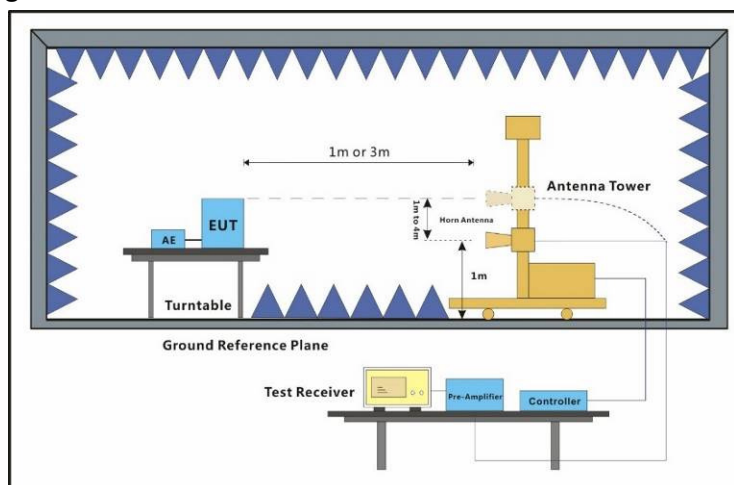 g
1m or 3m
Antenna Tower
1m to 4m
Horn Antenna
EUT
AE
1m
Turntable
Ground Reference Plane
Test Receiver
Pre-Amplifier
Controller